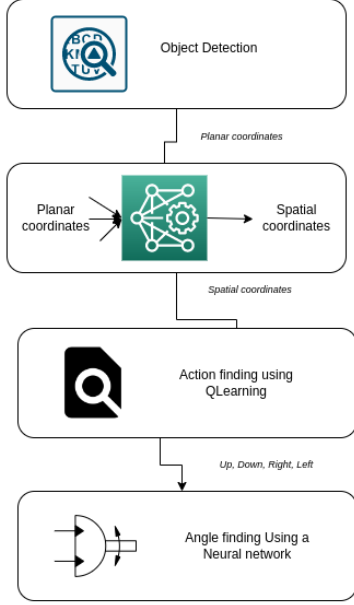 Object Detection
Planar coordinates
Planar
coordinates
Spatial
coordinates
Spatial coordinates
Action finding using
QLearning
Up, Down, Right, Left
Angle finding Using a
Neural network